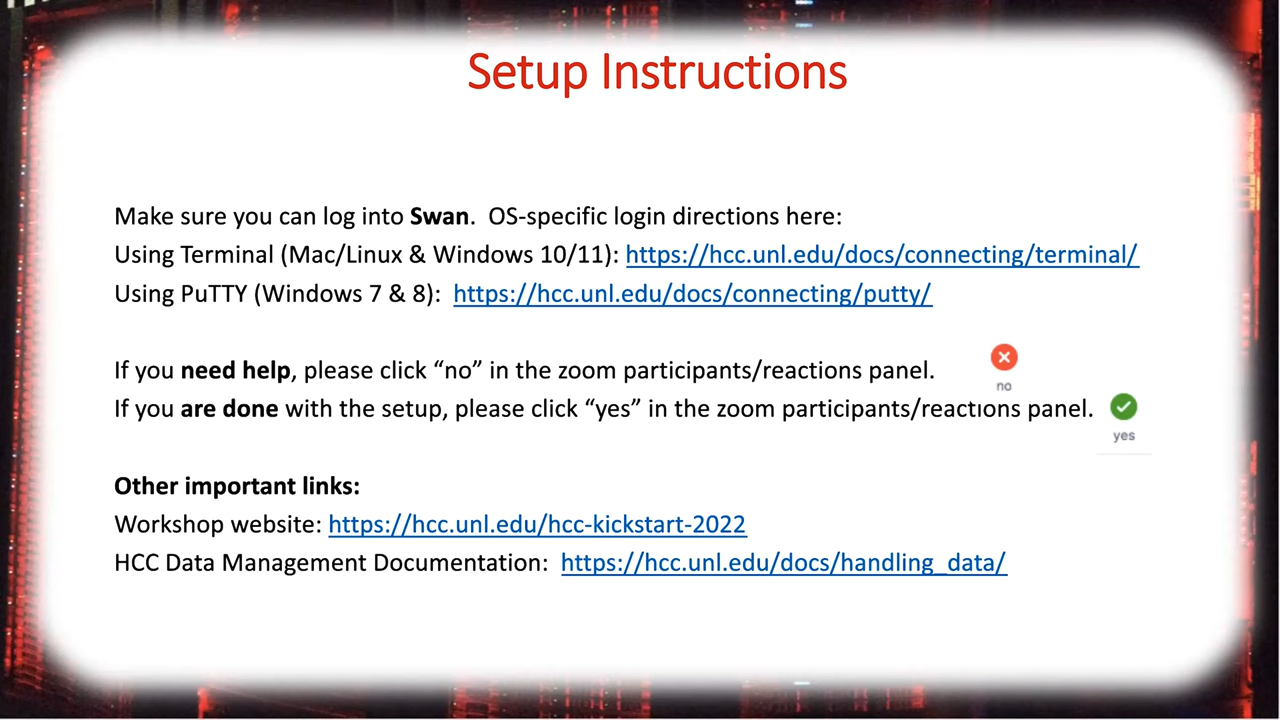 Setup Instructions
Make sure you can log into Swan. OS-specific login directions here:
Using Terminal (Mac/Linux & Windows 10/11): https://hcc.unl.edu/docs/connecting/terminal/
Using PuTTY (Windows 7 & 8): https://hcc.unl.edu/docs/connecting/putty/
If you need help, please click “no” in the zoom participants/reactions panel.
no
If you are done with the setup, please click “yes” in the zoom participants/reactions panel.
yes
Other important links:
Workshop website: https://hcc.unl.edu/hcc-kickstart-2022
HCC Data Management Documentation: https://hcc.unl.edu/docs/handling_data/